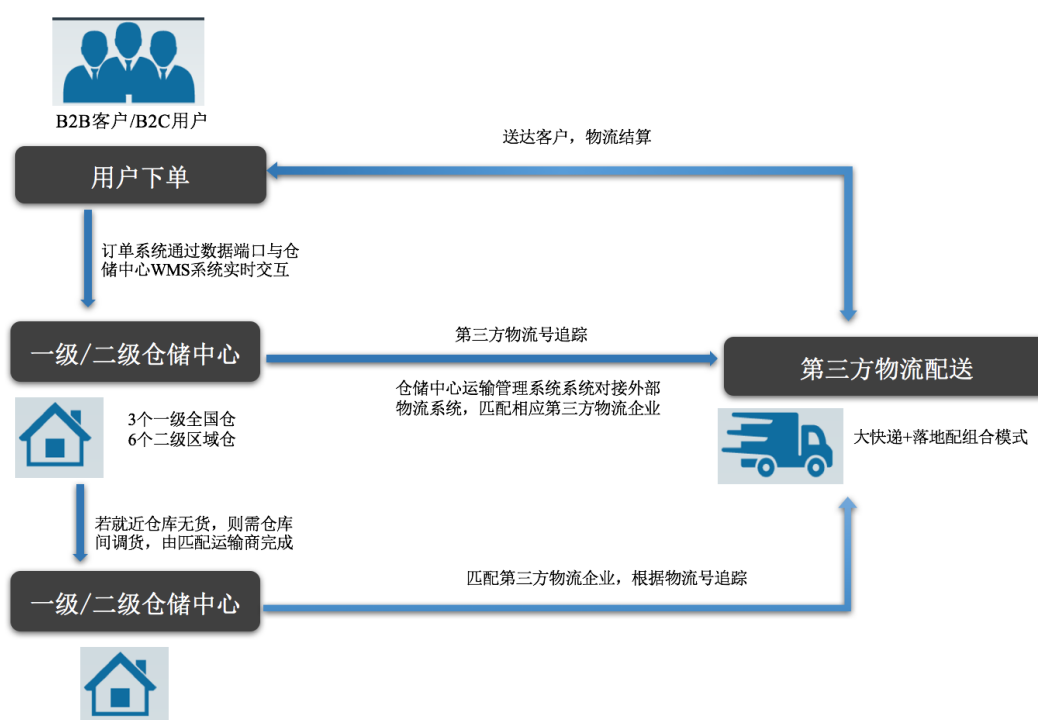 B2B客户/B2C用户
送达客户，物流结算
用户下单
订单系统通过数据端口与仓
储中心WMS系统实时交互
一级/二级仓储中心
第三方物流号追踪
第三方物流配送
仓储中心运输管理系统系统对接外部
物流系统，匹配相应第三方物流企业
3个一级全国仓
6个二级区域仓
大快递+落地配组合模式
若就近仓库无货，则需仓库
间调货，由匹配运输商完成
匹配第三方物流企业，根据物流号追踪
一级/二级仓储中心